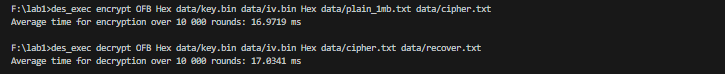 F:\lab1>des_exec encrypt OFB Hex data/key.bin data/iv.bin Hex data/plain_1mb.txt data/cipher.txt
Average time for encryption over 10 000 rounds: 16.9719 ms
F:\lab1>des_exec decrypt OFB Hex data/key.bin data/iv.bin Hex data/cipher.txt data/recover.txt
Average time for decryption over 10 000 rounds: 17.0341 ms